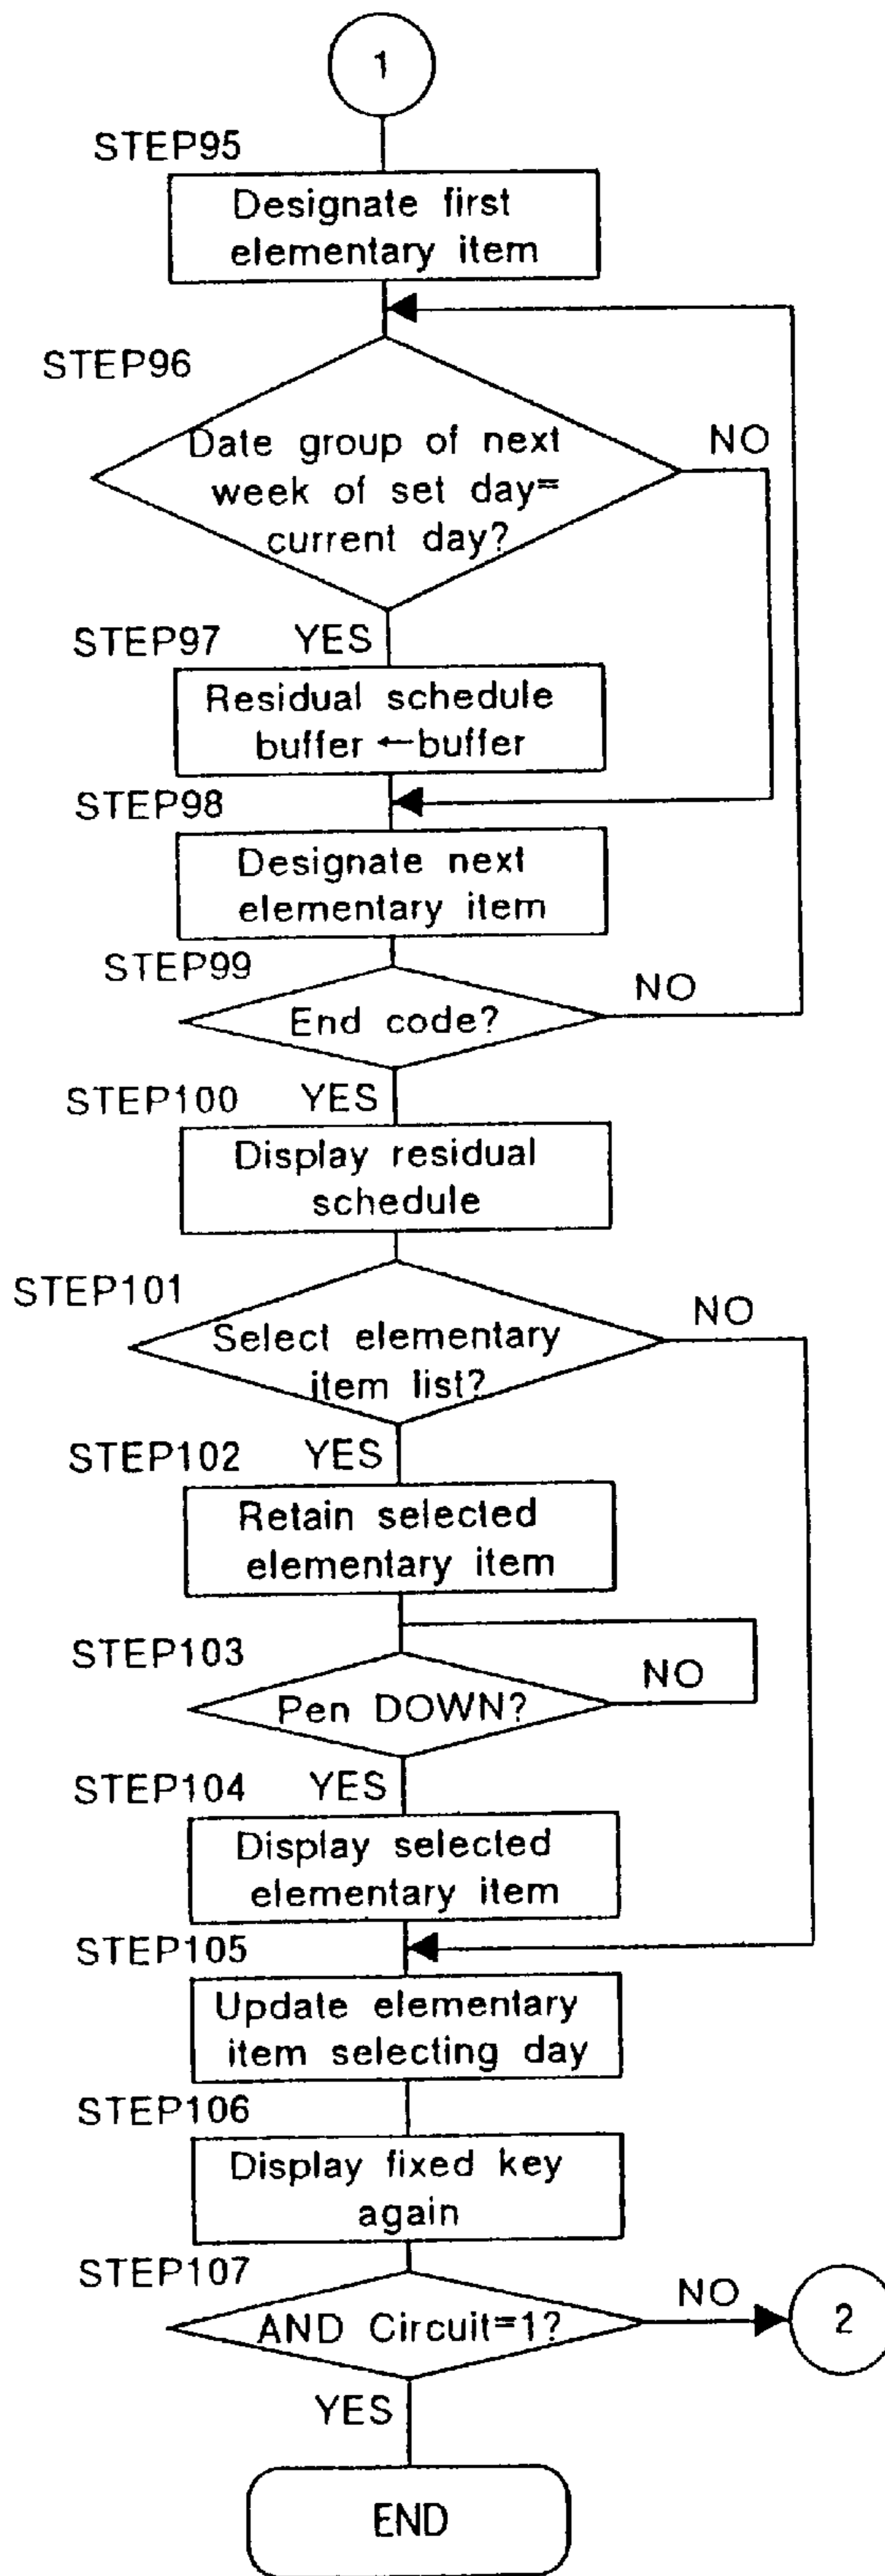 1
STEP95
Designate first
elementary item
STEP96
Date group of next
week of set day=
current day?
NO
STEP97
YES
Residual schedule
buffer ←buffer
STEP98
Designate next
elementary item
STEP99
End code?
NO
STEP100
YES
Display residual
schedule
STEP101
Select elementary
item list?
NO
STEP102
YES
Retain selected
elementary item
STEP103
Pen DOWN?
NO
STEP104
YES
Display selected
elementary item
STEP105
Update elementary
item selecting day
STEP106
Display fixed key
again
STEP107
AND Circuit=1?
NO
2
YES
END